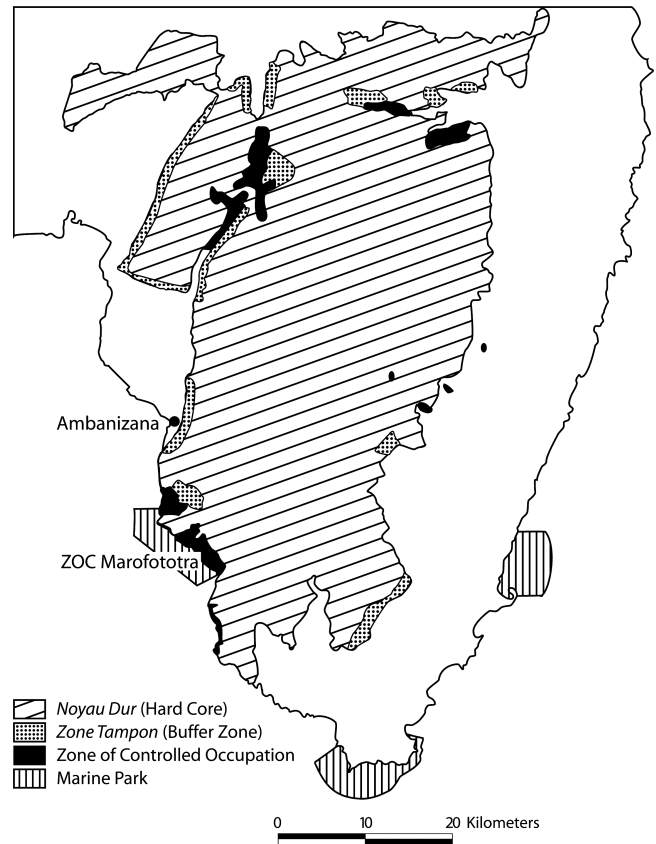 Ambanizana
ZOC Marofototra
Noyau Dur (Hard Core)
Zone Tampon (Buffer Zone)
Zone of Controlled Occupation
Marine Park
0 10 20 Kilometers